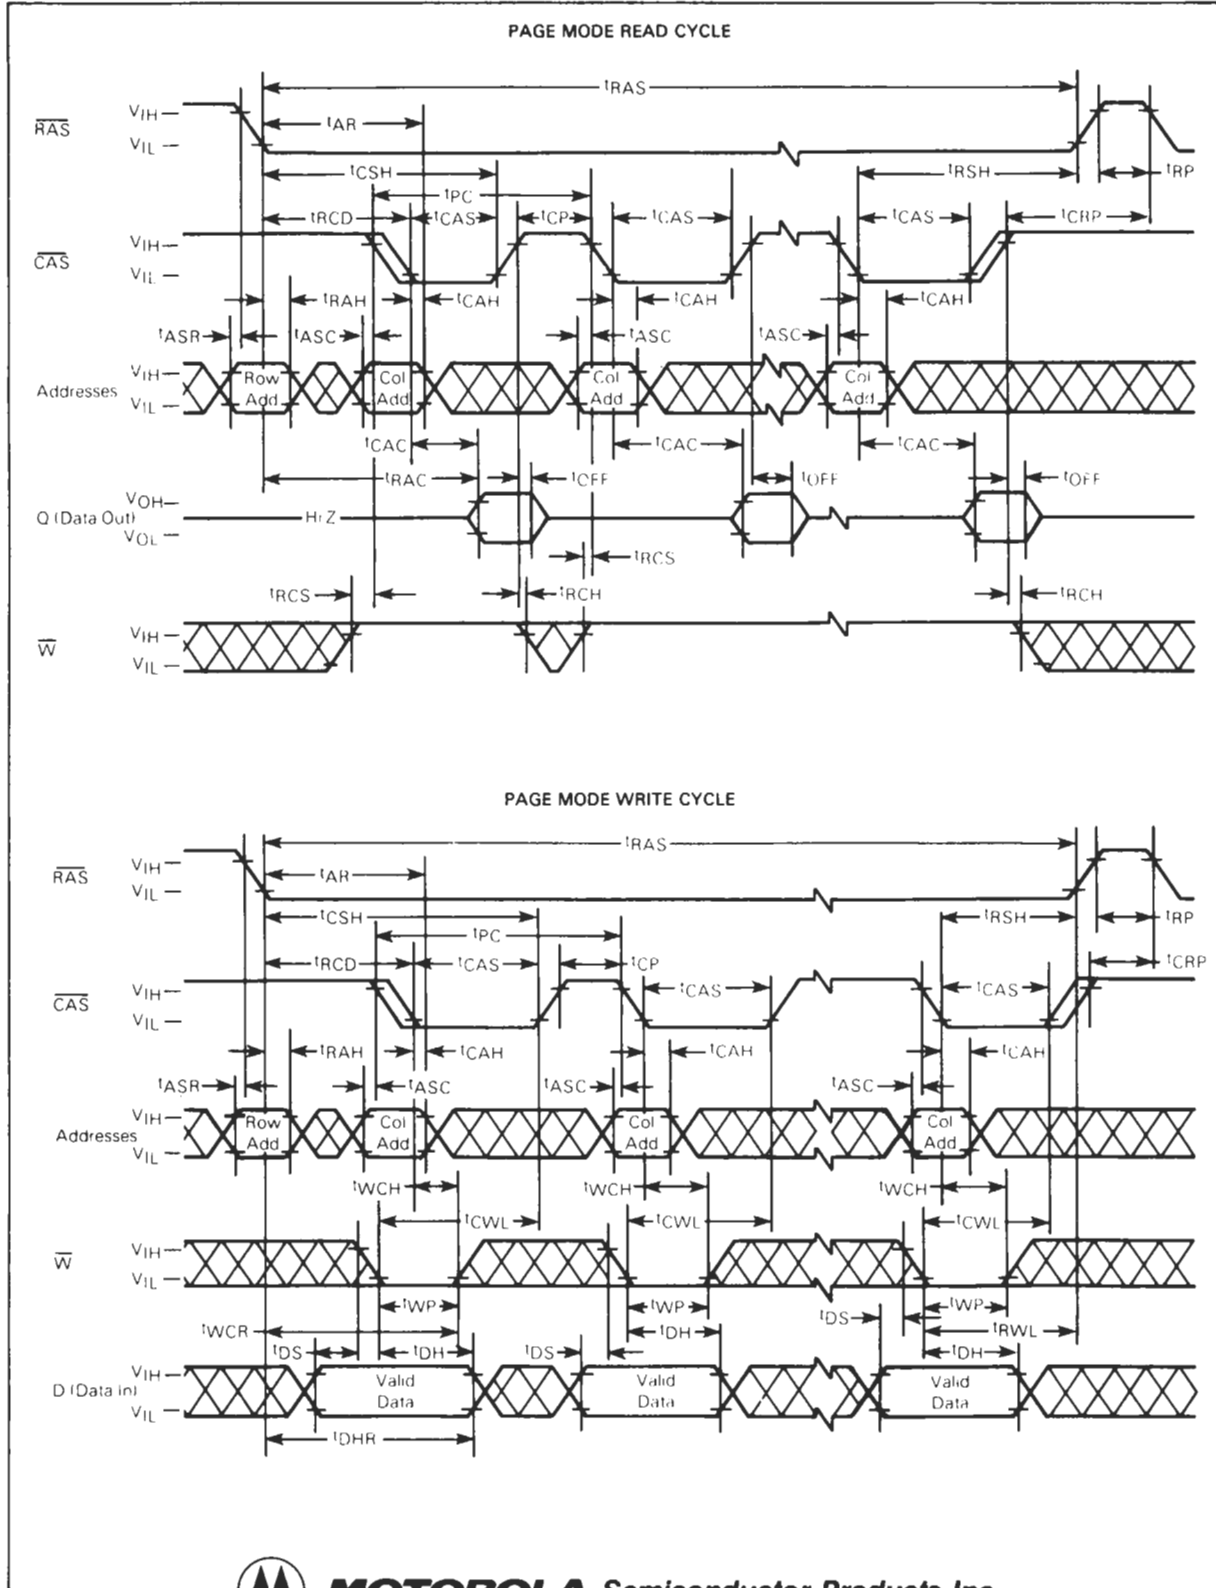 PAGE MODE READ CYCLE
tRAS
RAS
VIH
VIL
tAR
tCSH
tRSH
tRP
tPC
tRCD
tCAS
tCP
tCAS
tCAS
tCRP
CAS
VIH
VIL
tRAH
tCAH
tCAH
tCAH
tASR
tASC
tASC
tASC
Addresses
VIH
VIL
Row Add
Col Add
Col Add
Col Add
tCAC
tCAC
tCAC
tRAC
tOFF
tOFF
tOFF
Q (Data Out)
VOH
VOL
Hi Z
tRCS
tRCS
tRCH
tRCH
W
VIH
VIL
PAGE MODE WRITE CYCLE
tRAS
RAS
VIH
VIL
tAR
tCSH
tRSH
tRP
tPC
tRCD
tCAS
tCP
tCAS
tCAS
tCRP
CAS
VIH
VIL
tRAH
tCAH
tCAH
tCAH
tASR
tASC
tASC
tASC
Addresses
VIH
VIL
Row Add
Col Add
Col Add
Col Add
tWCH
tWCH
tWCH
tCWL
tCWL
tCWL
W
VIH
VIL
tWP
tWP
tDS
tWP
tWCR
tDH
tRWL
tDS
tDH
tDS
tDH
D (Data In)
VIH
VIL
Valid Data
Valid Data
Valid Data
tDHR
MOTOROLA Semiconductor Products Inc.